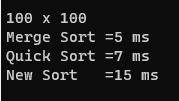 100 x 100
Merge Sort =5 ms
Quick Sort =7 ms
New Sort   =15 ms